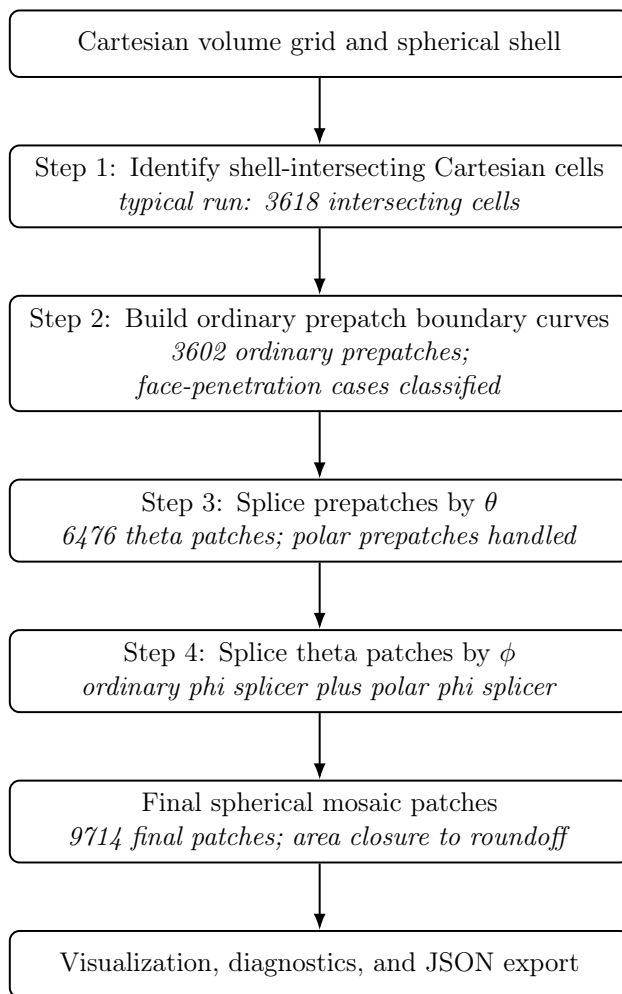 Cartesian volume grid and spherical shell
Step 1: Identify shell-intersecting Cartesian cells
typical run: 3618 intersecting cells
Step 2: Build ordinary prepatch boundary curves
3602 ordinary prepatches;
face-penetration cases classified
Step 3: Splice prepatches by θ
6476 theta patches; polar prepatches handled
Step 4: Splice theta patches by ϕ
ordinary phi splicer plus polar phi splicer
Final spherical mosaic patches
9714 final patches; area closure to roundoff
Visualization, diagnostics, and JSON export